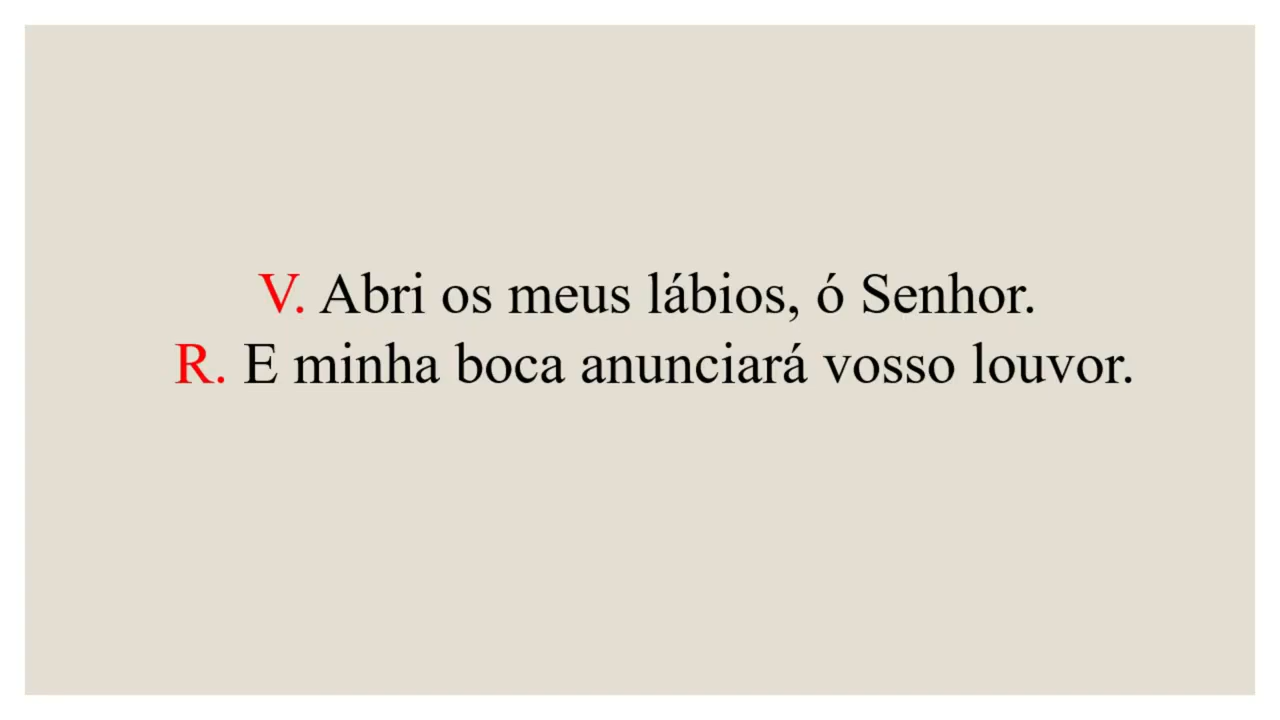 V. Abri os meus lábios, ó Senhor.
R. E minha boca anunciará vosso louvor.